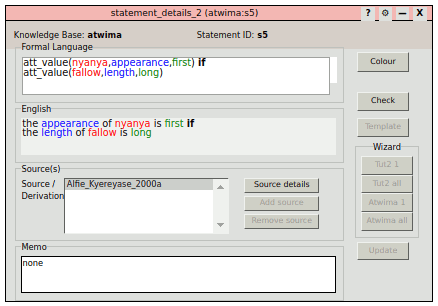 statement_details_2 (atwima:s5) ? — X
Knowledge Base: atwima Statement ID: s5
Formal Language
att_value(nyanya,appearance,first) if
att_value(fallow,length,long)
Colour
Check
Template
English
the appearance of nyanya is first if
the length of fallow is long
Wizard
Tut2 1
Tut2 all
Atwima 1
Atwima all
Source(s)
Source /
Derivation
Alfie_Kyereyase_2000a
Source details
Add source
Remove source
Update
Memo
none